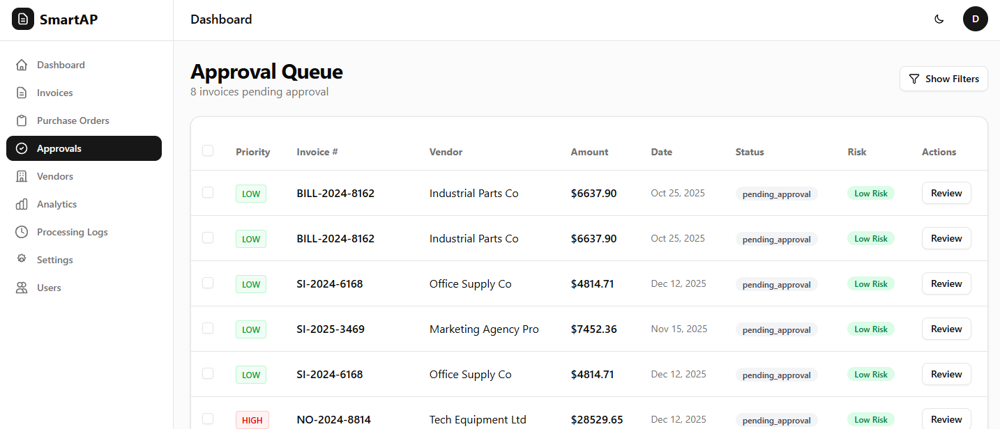 SmartAP
Dashboard
D
Dashboard
Invoices
Purchase Orders
Approvals
Vendors
Analytics
Processing Logs
Settings
Users
Approval Queue
8 invoices pending approval
Show Filters
Priority Invoice # Vendor Amount Date Status Risk Actions
LOW BILL-2024-8162 Industrial Parts Co $6637.90 Oct 25, 2025 pending_approval Low Risk Review
LOW BILL-2024-8162 Industrial Parts Co $6637.90 Oct 25, 2025 pending_approval Low Risk Review
LOW SI-2024-6168 Office Supply Co $4814.71 Dec 12, 2025 pending_approval Low Risk Review
LOW SI-2025-3469 Marketing Agency Pro $7452.36 Nov 15, 2025 pending_approval Low Risk Review
LOW SI-2024-6168 Office Supply Co $4814.71 Dec 12, 2025 pending_approval Low Risk Review
HIGH NO-2024-8814 Tech Equipment Ltd $28529.65 Dec 12, 2025 pending_approval Low Risk Review